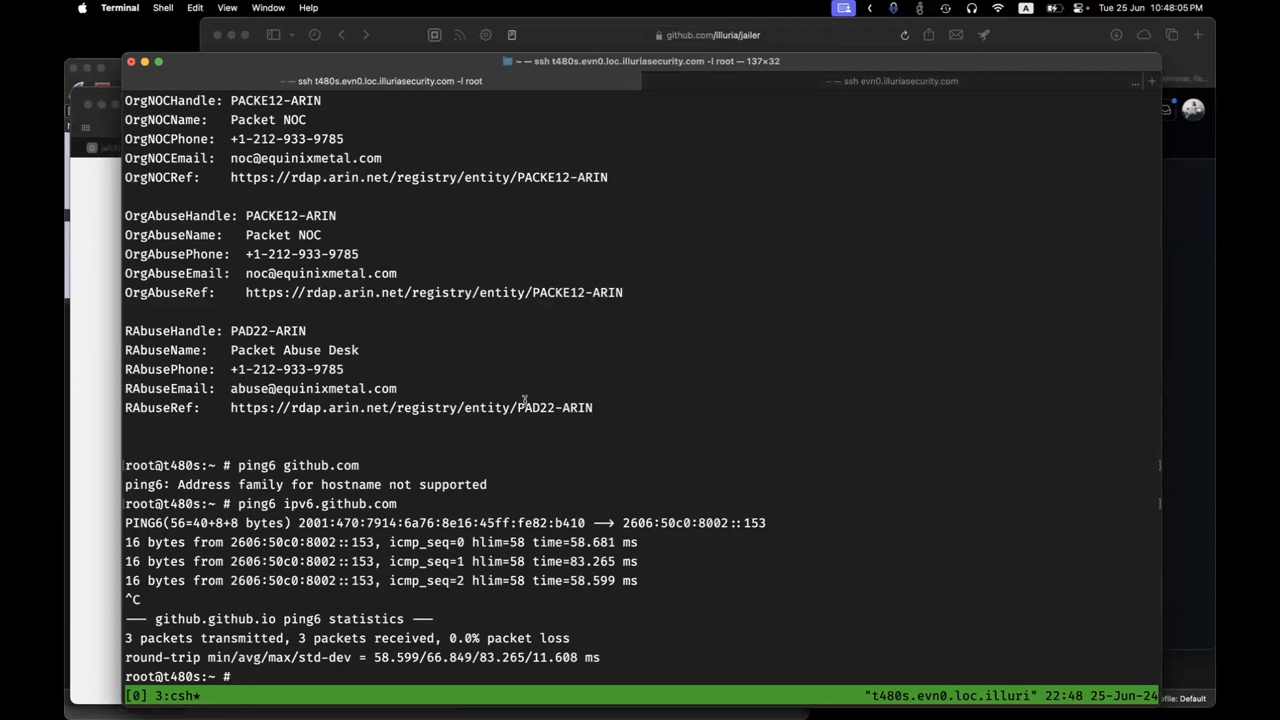 Terminal Shell Edit View Window Help
A Tue 25 Jun 10:48:05 PM
github.com/illuria/jailer
~ — ssh t480s.evn0.loc.illuriasecurity.com -l root — 137×32
~ — ssh t480s.evn0.loc.illuriasecurity.com -l root
~ — ssh evn0.illuriasecurity.com
... +
OrgNOCHandle: PACKE12-ARIN
OrgNOCName:   Packet NOC
OrgNOCPhone:  +1-212-933-9785
OrgNOCEmail:  noc@equinixmetal.com
OrgNOCRef:    https://rdap.arin.net/registry/entity/PACKE12-ARIN
OrgAbuseHandle: PACKE12-ARIN
OrgAbuseName:   Packet NOC
OrgAbusePhone:  +1-212-933-9785
OrgAbuseEmail:  noc@equinixmetal.com
OrgAbuseRef:    https://rdap.arin.net/registry/entity/PACKE12-ARIN
RAbuseHandle: PAD22-ARIN
RAbuseName:   Packet Abuse Desk
RAbusePhone:  +1-212-933-9785
RAbuseEmail:  abuse@equinixmetal.com
RAbuseRef:    https://rdap.arin.net/registry/entity/PAD22-ARIN
root@t480s:~ # ping6 github.com
ping6: Address family for hostname not supported
root@t480s:~ # ping6 ipv6.github.com
PING6(56=40+8+8 bytes) 2001:470:7914:6a76:8e16:45ff:fe82:b410 --> 2606:50c0:8002::153
16 bytes from 2606:50c0:8002::153, icmp_seq=0 hlim=58 time=58.681 ms
16 bytes from 2606:50c0:8002::153, icmp_seq=1 hlim=58 time=83.265 ms
16 bytes from 2606:50c0:8002::153, icmp_seq=2 hlim=58 time=58.599 ms
^C
--- github.github.io ping6 statistics ---
3 packets transmitted, 3 packets received, 0.0% packet loss
round-trip min/avg/max/std-dev = 58.599/66.849/83.265/11.608 ms
root@t480s:~ #
[0] 3:csh* "t480s.evn0.loc.illuri" 22:48 25-Jun-24
file: Default